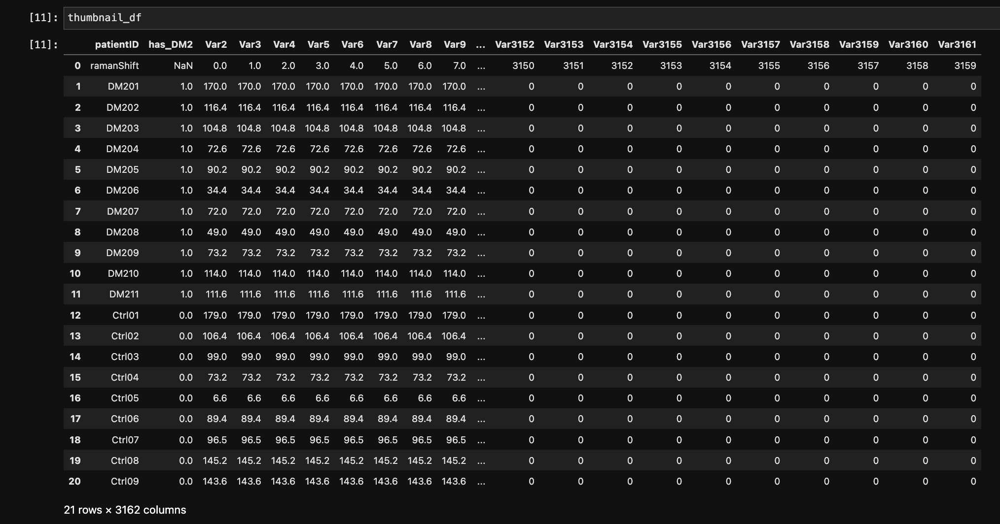 [11]: thumbnail_df
[11]: patientID has_DM2 Var2 Var3 Var4 Var5 Var6 Var7 Var8 Var9 ... Var3152 Var3153 Var3154 Var3155 Var3156 Var3157 Var3158 Var3159 Var3160 Var3161
0 ramanShift NaN 0.0 1.0 2.0 3.0 4.0 5.0 6.0 7.0 ... 3150 3151 3152 3153 3154 3155 3156 3157 3158 3159
1 DM201 1.0 170.0 170.0 170.0 170.0 170.0 170.0 170.0 170.0 ... 0 0 0 0 0 0 0 0 0 0
2 DM202 1.0 116.4 116.4 116.4 116.4 116.4 116.4 116.4 116.4 ... 0 0 0 0 0 0 0 0 0 0
3 DM203 1.0 104.8 104.8 104.8 104.8 104.8 104.8 104.8 104.8 ... 0 0 0 0 0 0 0 0 0 0
4 DM204 1.0 72.6 72.6 72.6 72.6 72.6 72.6 72.6 72.6 ... 0 0 0 0 0 0 0 0 0 0
5 DM205 1.0 90.2 90.2 90.2 90.2 90.2 90.2 90.2 90.2 ... 0 0 0 0 0 0 0 0 0 0
6 DM206 1.0 34.4 34.4 34.4 34.4 34.4 34.4 34.4 34.4 ... 0 0 0 0 0 0 0 0 0 0
7 DM207 1.0 72.0 72.0 72.0 72.0 72.0 72.0 72.0 72.0 ... 0 0 0 0 0 0 0 0 0 0
8 DM208 1.0 49.0 49.0 49.0 49.0 49.0 49.0 49.0 49.0 ... 0 0 0 0 0 0 0 0 0 0
9 DM209 1.0 73.2 73.2 73.2 73.2 73.2 73.2 73.2 73.2 ... 0 0 0 0 0 0 0 0 0 0
10 DM210 1.0 114.0 114.0 114.0 114.0 114.0 114.0 114.0 114.0 ... 0 0 0 0 0 0 0 0 0 0
11 DM211 1.0 111.6 111.6 111.6 111.6 111.6 111.6 111.6 111.6 ... 0 0 0 0 0 0 0 0 0 0
12 Ctrl01 0.0 179.0 179.0 179.0 179.0 179.0 179.0 179.0 179.0 ... 0 0 0 0 0 0 0 0 0 0
13 Ctrl02 0.0 106.4 106.4 106.4 106.4 106.4 106.4 106.4 106.4 ... 0 0 0 0 0 0 0 0 0 0
14 Ctrl03 0.0 99.0 99.0 99.0 99.0 99.0 99.0 99.0 99.0 ... 0 0 0 0 0 0 0 0 0 0
15 Ctrl04 0.0 73.2 73.2 73.2 73.2 73.2 73.2 73.2 73.2 ... 0 0 0 0 0 0 0 0 0 0
16 Ctrl05 0.0 6.6 6.6 6.6 6.6 6.6 6.6 6.6 6.6 ... 0 0 0 0 0 0 0 0 0 0
17 Ctrl06 0.0 89.4 89.4 89.4 89.4 89.4 89.4 89.4 89.4 ... 0 0 0 0 0 0 0 0 0 0
18 Ctrl07 0.0 96.5 96.5 96.5 96.5 96.5 96.5 96.5 96.5 ... 0 0 0 0 0 0 0 0 0 0
19 Ctrl08 0.0 145.2 145.2 145.2 145.2 145.2 145.2 145.2 145.2 ... 0 0 0 0 0 0 0 0 0 0
20 Ctrl09 0.0 143.6 143.6 143.6 143.6 143.6 143.6 143.6 143.6 ... 0 0 0 0 0 0 0 0 0 0
21 rows × 3162 columns